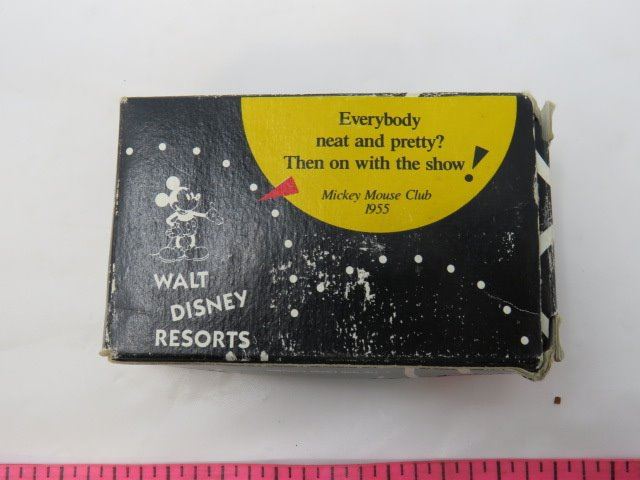 Everybody
neat and pretty?
Then on with the show!
Mickey Mouse Club
1955
WALT
DISNEY
RESORTS